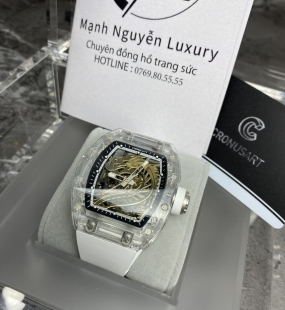 Mạnh Nguyễn Luxury
Chuyên đồng hồ trang sức
HOTLINE : 0769.80.55.55
CRONUSART